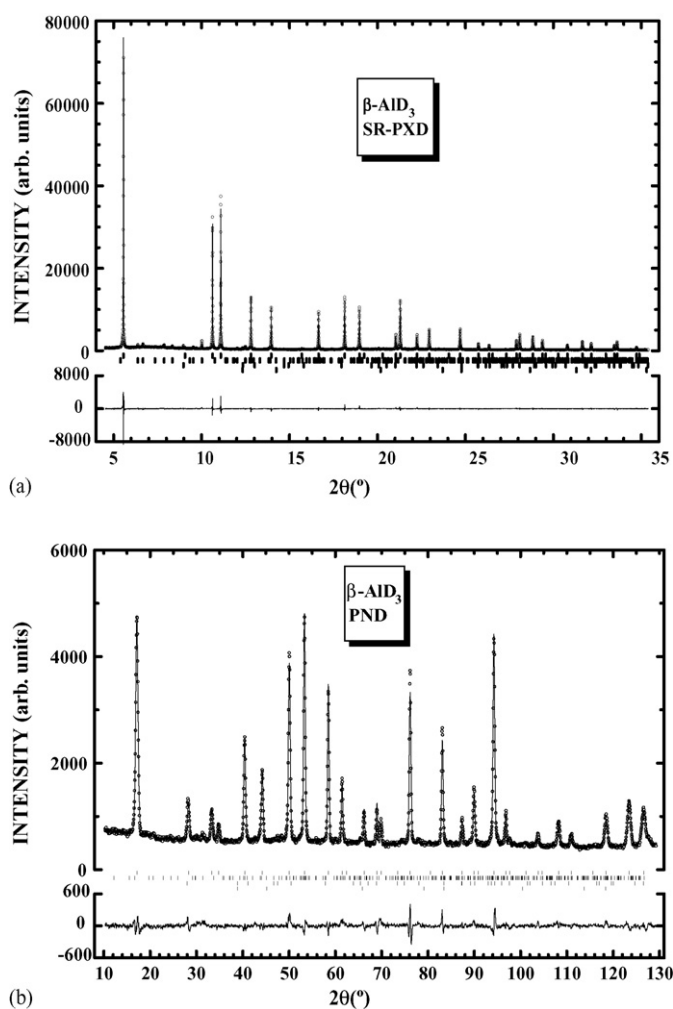 80000
60000
40000
20000
0
8000
0
-8000
INTENSITY (arb. units)
β-AlD₃
SR-PXD
5 10 15 20 25 30 35
2θ(°)
(a)
6000
4000
2000
0
600
0
-600
INTENSITY (arb. units)
β-AlD₃
PND
10 20 30 40 50 60 70 80 90 100 110 120 130
2θ(°)
(b)